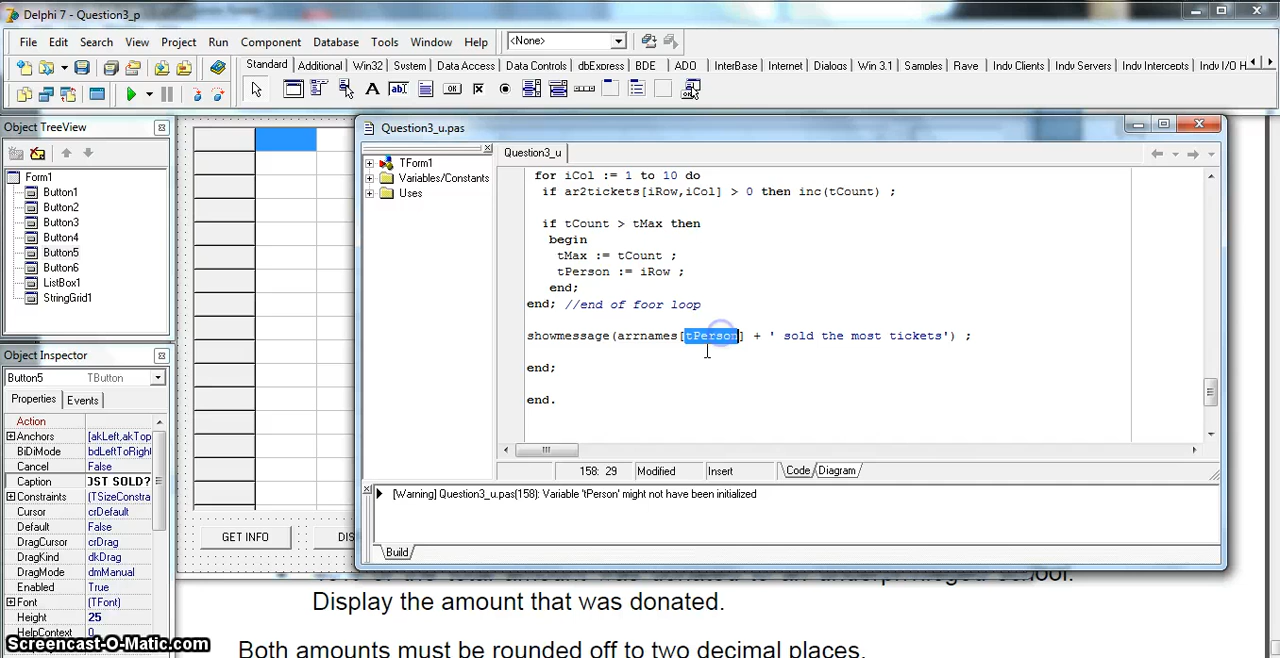 Delphi 7 - Question3_p
File Edit Search View Project Run Component Database Tools Window Help <None>
Standard Additional Win32 System Data Access Data Controls dbExpress BDE ADO InterBase Internet Dialogs Win 3.1 Samples Rave Indy Clients Indy Servers Indy Intercepts Indy I/O H
Object TreeView
Form1
Button1
Button2
Button3
Button4
Button5
Button6
ListBox1
StringGrid1
Question3_u.pas
TForm1
Variables/Constants
Uses
Question3_u
for iCol := 1 to 10 do
if ar2tickets[iRow,iCol] > 0 then inc(tCount) ;
if tCount > tMax then
begin
tMax := tCount ;
tPerson := iRow ;
end;
end; //end of foor loop
showmessage(arrnames[tPerson] + ' sold the most tickets') ;
end;
end.
158: 29 Modified Insert Code Diagram
[Warning] Question3_u.pas(158): Variable 'tPerson' might not have been initialized
Build
Object Inspector
Button5 TButton
Properties Events
Action
Anchors [akLeft,akTop
BiDiMode bdLeftToRigh
Cancel False
Caption OST SOLD?
Constraints (TSizeConstra
Cursor crDefault
Default False
DragCursor crDrag
DragKind dkDrag
DragMode dmManual
Enabled True
Font (TFont)
Height 25
HelpContext 0
GET INFO
DIS
Display the amount that was donated.
Both amounts must be rounded off to two decimal places.
Screencast-O-Matic.com